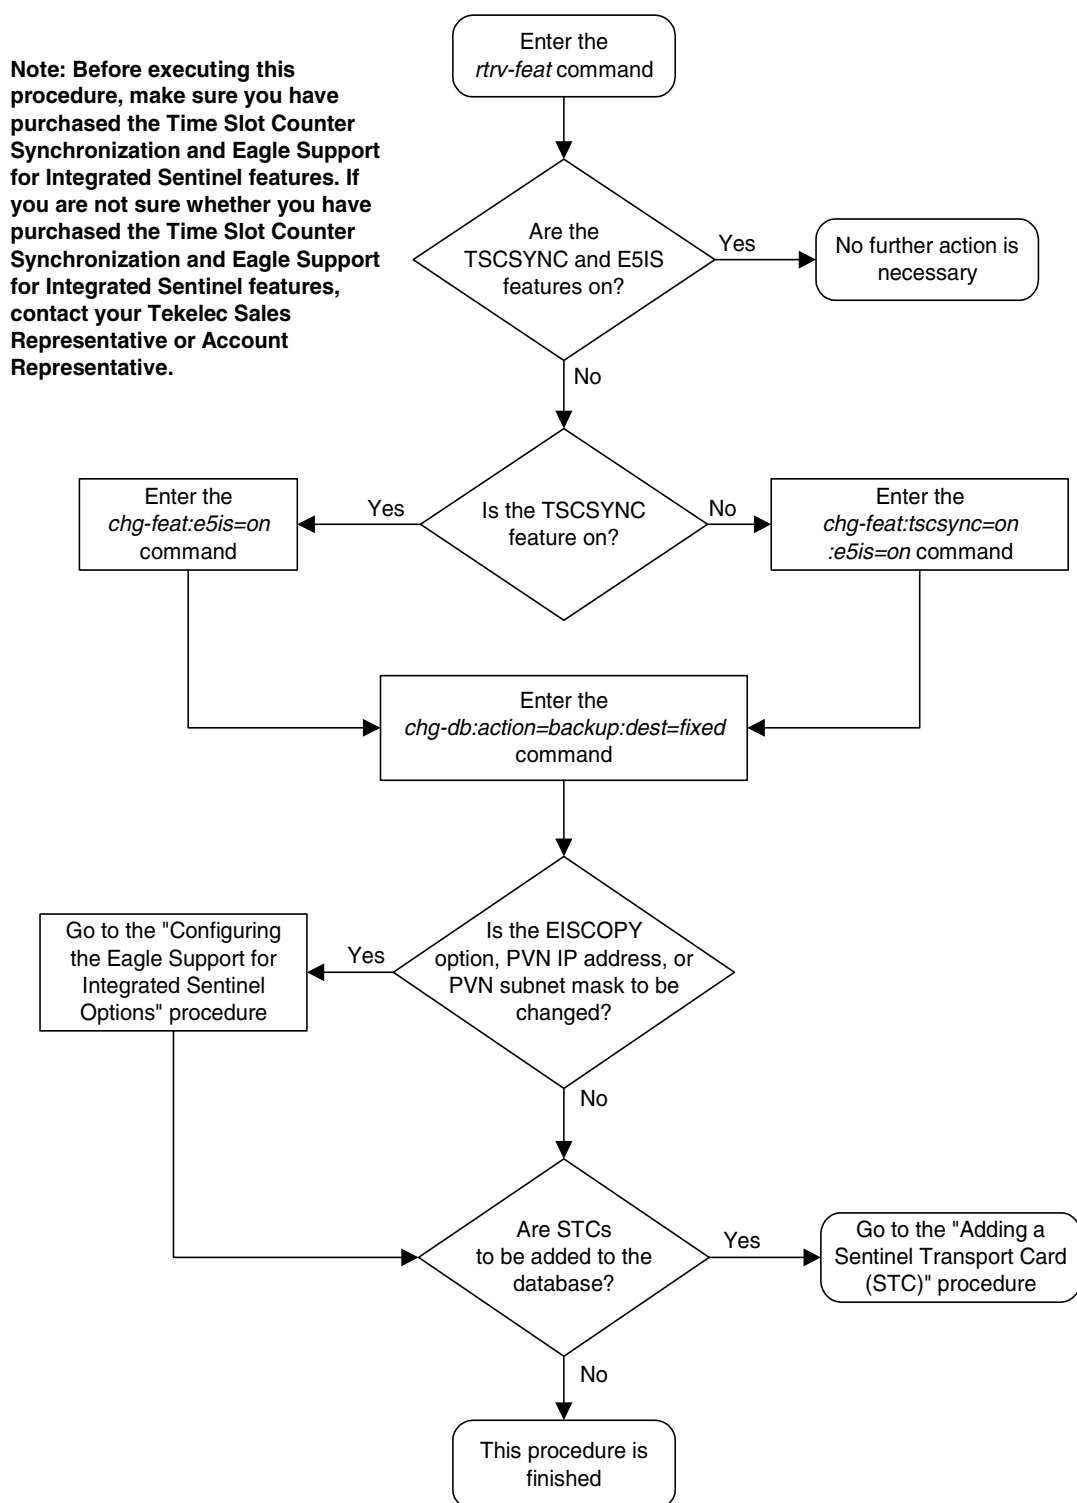 Enter the
rtrv-feat command
Note: Before executing this
procedure, make sure you have
purchased the Time Slot Counter
Synchronization and Eagle Support
for Integrated Sentinel features. If
you are not sure whether you have
purchased the Time Slot Counter
Synchronization and Eagle Support
for Integrated Sentinel features,
contact your Tekelec Sales
Representative or Account
Representative.
Are the
TSCSYNC and E5IS
features on?
Yes
No further action is
necessary
No
Is the TSCSYNC
feature on?
Yes
Enter the
chg-feat:e5is=on
command
No
Enter the
chg-feat:tscsync=on
:e5is=on command
Enter the
chg-db:action=backup:dest=fixed
command
Is the EISCOPY
option, PVN IP address, or
PVN subnet mask to be
changed?
Yes
Go to the "Configuring
the Eagle Support for
Integrated Sentinel
Options" procedure
No
Are STCs
to be added to the
database?
Yes
Go to the "Adding a
Sentinel Transport Card
(STC)" procedure
No
This procedure is
finished